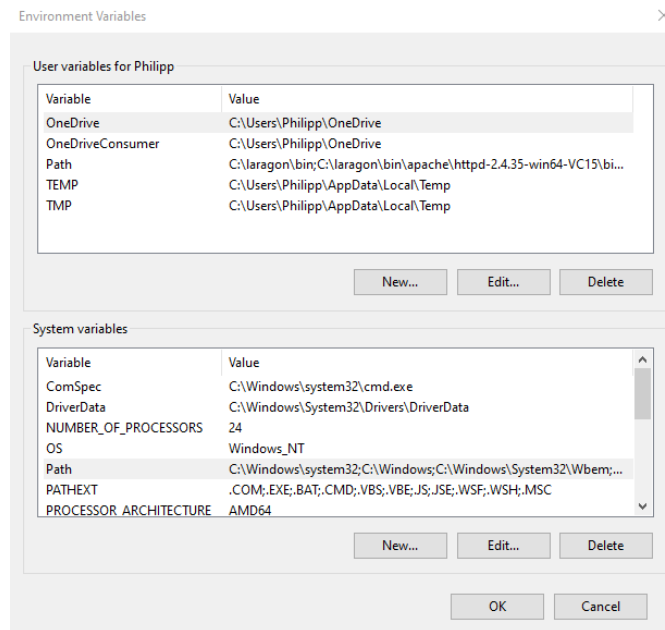 Environment Variables
User variables for Philipp
Variable Value
OneDrive C:\Users\Philipp\OneDrive
OneDriveConsumer C:\Users\Philipp\OneDrive
Path C:\laragon\bin;C:\laragon\bin\apache\httpd-2.4.35-win64-VC15\bi...
TEMP C:\Users\Philipp\AppData\Local\Temp
TMP C:\Users\Philipp\AppData\Local\Temp
New... Edit... Delete
System variables
Variable Value
ComSpec C:\Windows\system32\cmd.exe
DriverData C:\Windows\System32\Drivers\DriverData
NUMBER_OF_PROCESSORS 24
OS Windows_NT
Path C:\Windows\system32;C:\Windows;C:\Windows\System32\Wbem;...
PATHEXT .COM;.EXE;.BAT;.CMD;.VBS;.VBE;.JS;.JSE;.WSF;.WSH;.MSC
PROCESSOR_ARCHITECTURE AMD64
New... Edit... Delete
OK Cancel